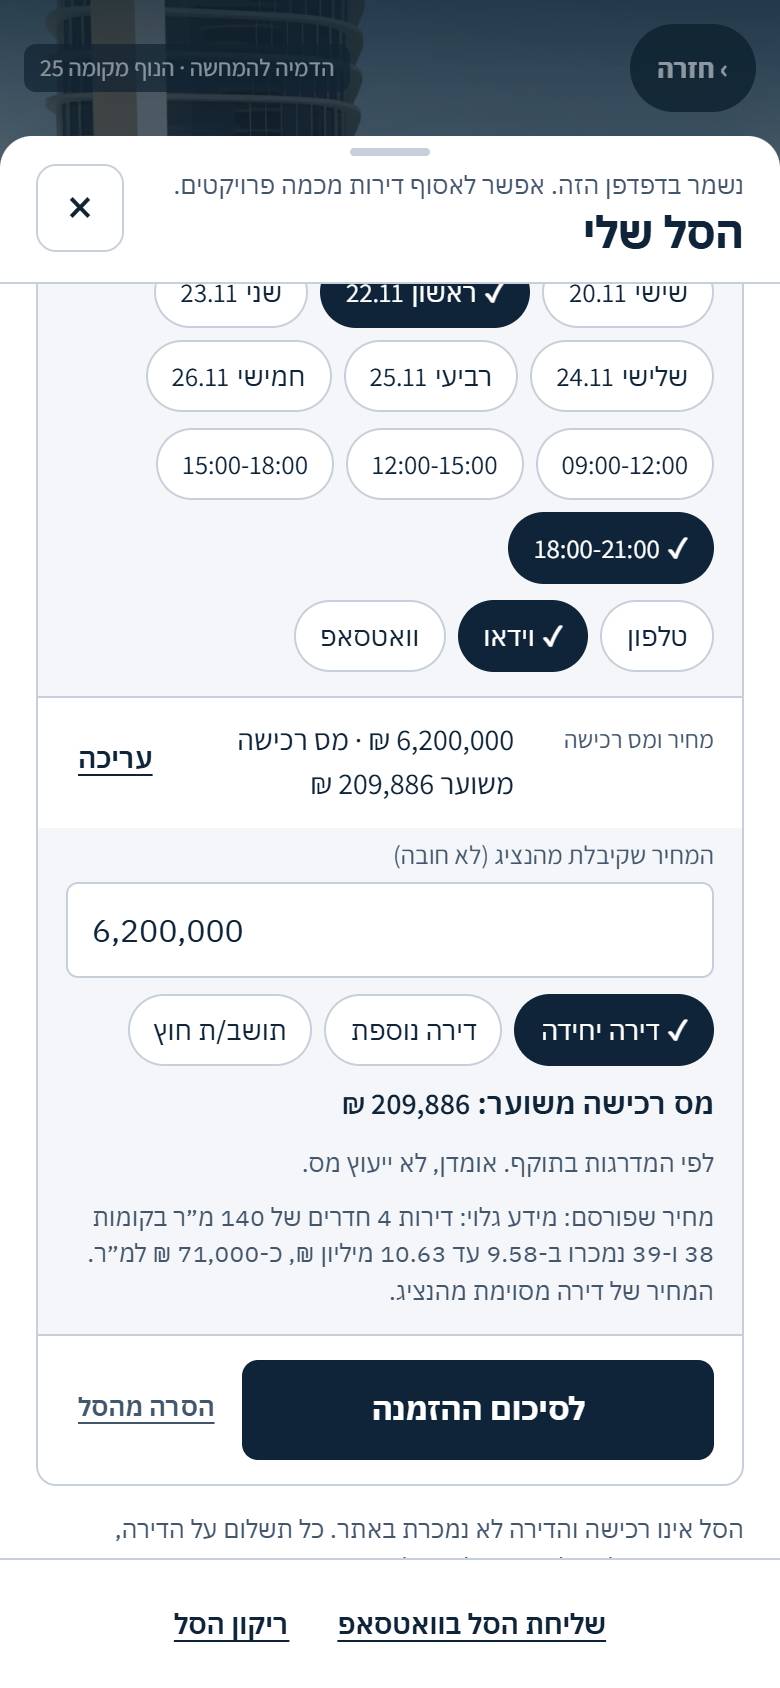 ‹ חזרה
הדמיה להמחשה · הנוף מקומה 25
נשמר בדפדפן הזה. אפשר לאסוף דירות מכמה פרויקטים.
הסל שלי
×
שישי 20.11
✓ ראשון 22.11
שני 23.11
שלישי 24.11
רביעי 25.11
חמישי 26.11
09:00-12:00
12:00-15:00
15:00-18:00
✓ 18:00-21:00
טלפון
✓ וידאו
וואטסאפ
מחיר ומס רכישה
6,200,000 ₪ · מס רכישה
משוער 209,886 ₪
עריכה
המחיר שקיבלת מהנציג (לא חובה)
6,200,000
✓ דירה יחידה
דירה נוספת
תושב/ת חוץ
מס רכישה משוער: 209,886 ₪
לפי המדרגות בתוקף. אומדן, לא ייעוץ מס.
מחיר שפורסם: מידע גלוי: דירות 4 חדרים של 140 מ״ר בקומות
38 ו-39 נמכרו ב-9.58 עד 10.63 מיליון ₪, כ-71,000 ₪ למ״ר.
המחיר של דירה מסוימת מהנציג.
לסיכום ההזמנה
הסרה מהסל
הסל אינו רכישה והדירה לא נמכרת באתר. כל תשלום על הדירה,
שליחת הסל בוואטסאפ
ריקון הסל